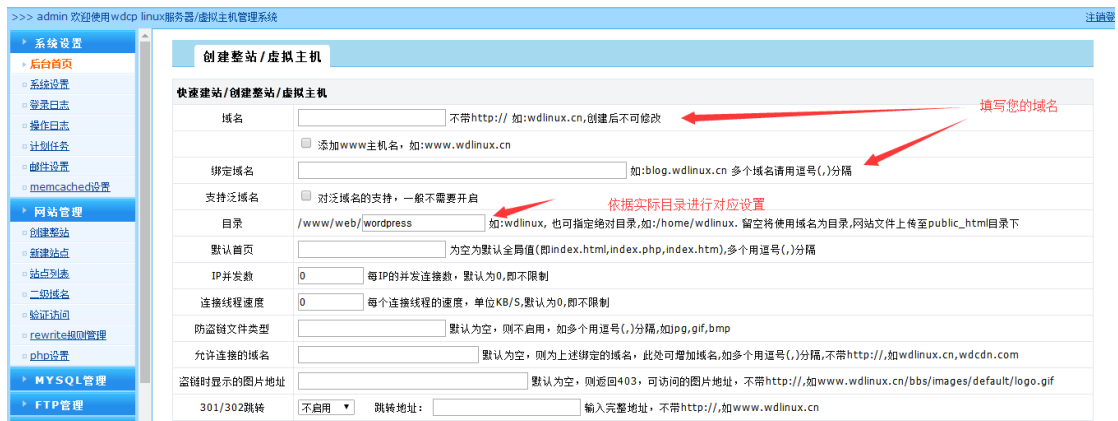 >>> admin 欢迎使用wdcp linux服务器/虚拟主机管理系统
注销登
系统设置
后台首页
系统设置
登录日志
操作日志
计划任务
邮件设置
memcached设置
网站管理
创建整站
新建站点
站点列表
二级域名
验证访问
rewrite规则管理
php设置
MYSQL管理
FTP管理
创建整站/虚拟主机
快速建站/创建整站/虚拟主机
域名 不带http:// 如:wdlinux.cn,创建后不可修改
填写您的域名
添加www主机名，如:www.wdlinux.cn
绑定域名 如:blog.wdlinux.cn 多个域名请用逗号(,)分隔
支持泛域名 对泛域名的支持，一般不需要开启
依据实际目录进行对应设置
目录 /www/web/ wordpress 如:wdlinux, 也可指定绝对目录,如:/home/wdlinux. 留空将使用域名为目录,网站文件上传至public_html目录下
默认首页 为空为默认全局值(即index.html,index.php,index.htm),多个用逗号(,)分隔
IP并发数 0 每IP的并发连接数，默认为0,即不限制
连接线程速度 0 每个连接线程的速度，单位KB/S,默认为0,即不限制
防盗链文件类型 默认为空，则不启用，如多个用逗号(,)分隔,如jpg,gif,bmp
允许连接的域名 默认为空，则为上述绑定的域名，此处可增加域名,如多个用逗号(,)分隔,不带http://,如wdlinux.cn,wdcdn.com
盗链时显示的图片地址 默认为空，则返回403，可访问的图片地址，不带http://,如www.wdlinux.cn/bbs/images/default/logo.gif
301/302跳转 不启用 跳转地址： 输入完整地址，不带http://,如www.wdlinux.cn